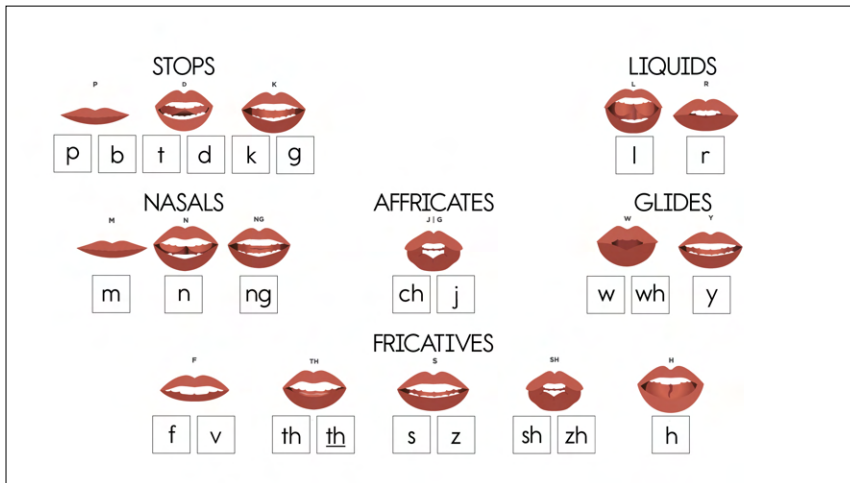 STOPS
P D K
p b t d k g
LIQUIDS
L R
l r
NASALS
M N NG
m n ng
AFFRICATES
J | G
ch j
GLIDES
W Y
w wh y
FRICATIVES
F TH S SH H
f v th th s z sh zh h